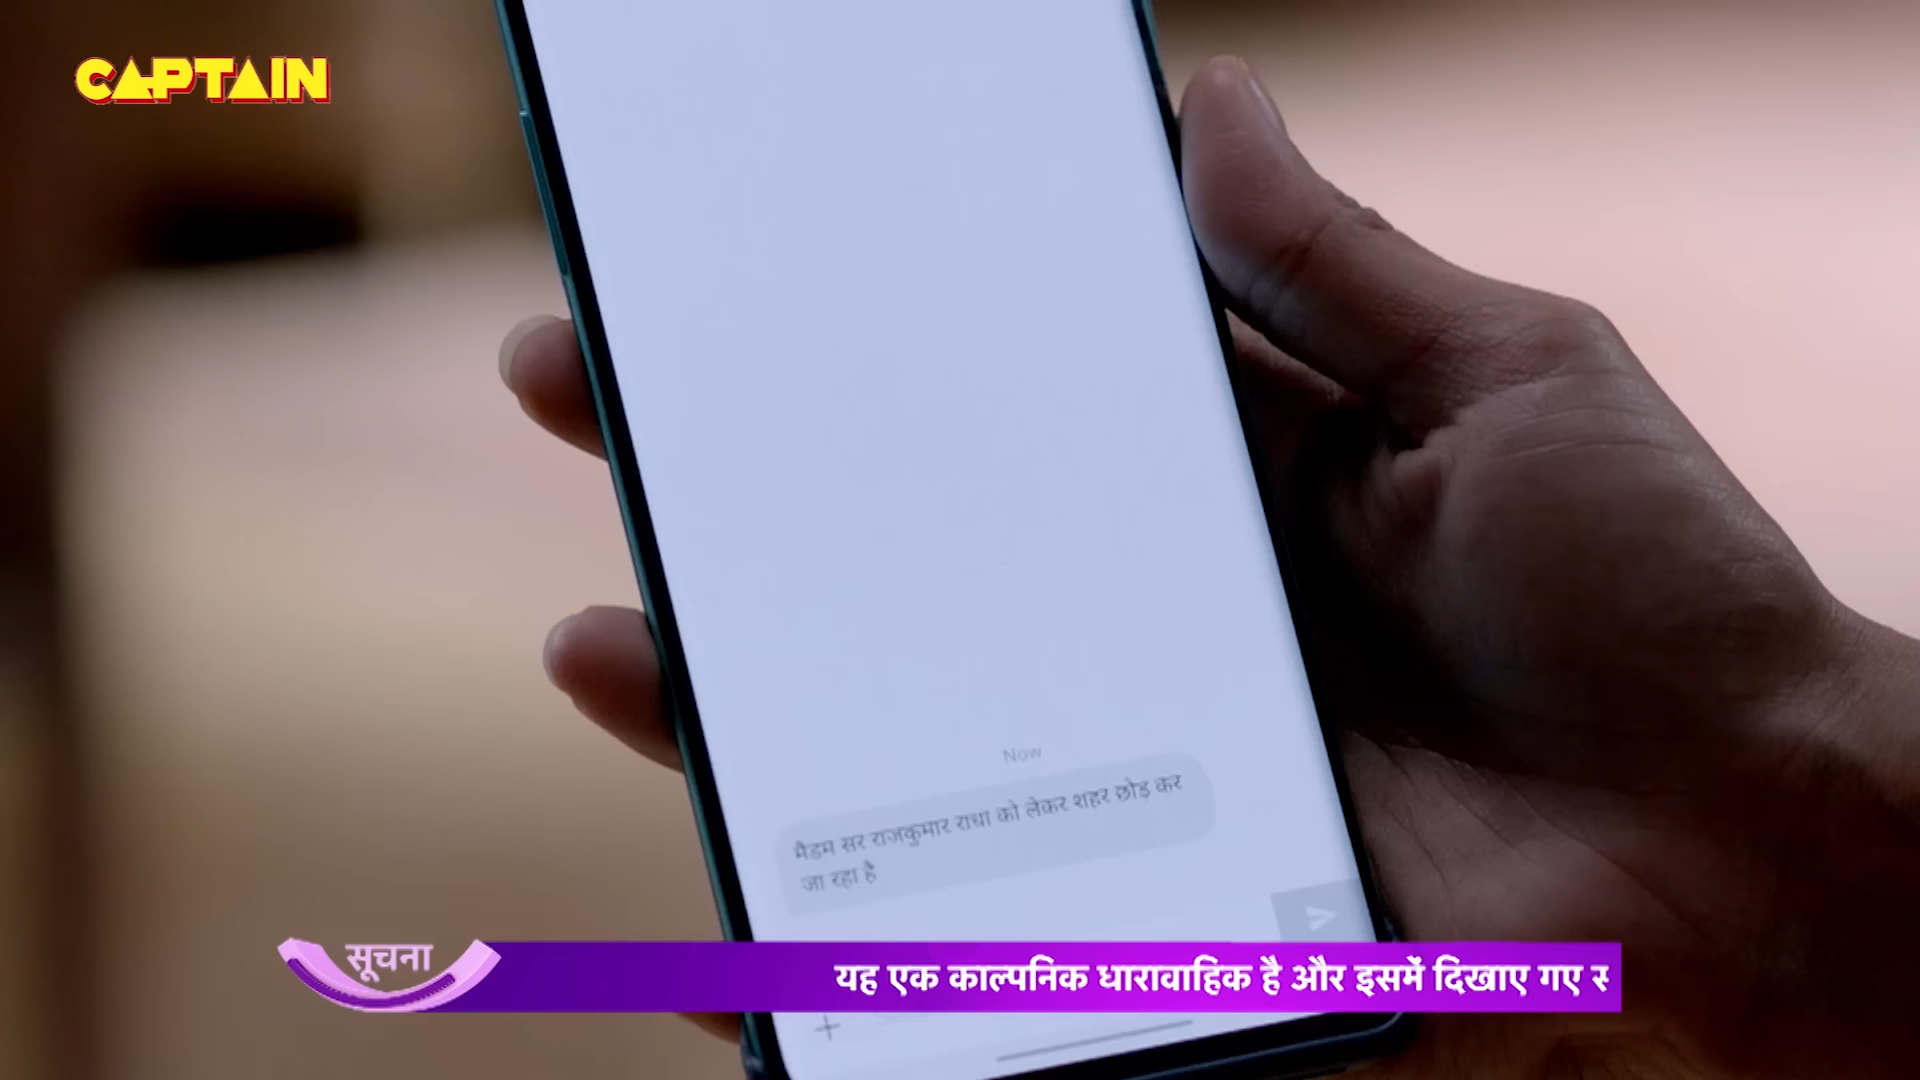 CAPTAIN
Now
मैडम सर राजकुमार राधा को लेकर शहर छोड़ कर
जा रहा है
सूचना
यह एक काल्पनिक धारावाहिक है और इसमें दिखाए गए